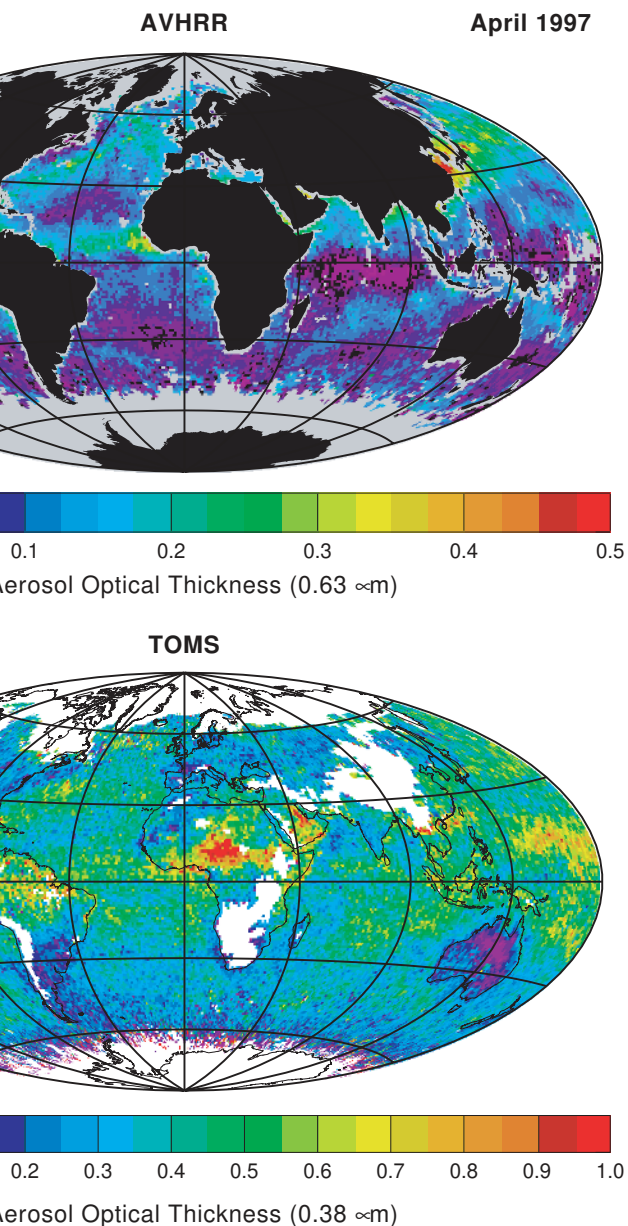 AVHRR April 1997
0.1 0.2 0.3 0.4 0.5
Aerosol Optical Thickness (0.63 ∝m)
TOMS
0.2 0.3 0.4 0.5 0.6 0.7 0.8 0.9 1.0
Aerosol Optical Thickness (0.38 ∝m)